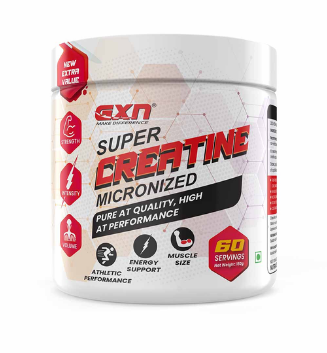 NEW
EXTRA
VALUE
GXN
MAKE DIFFERENCE
SUPER
CREATINE
MICRONIZED
PURE AT QUALITY, HIGH
AT PERFORMANCE
STRENGTH
INTENSITY
VOLUME
ATHLETIC
PERFORMANCE
ENERGY
SUPPORT
MUSCLE
SIZE
60
SERVINGS